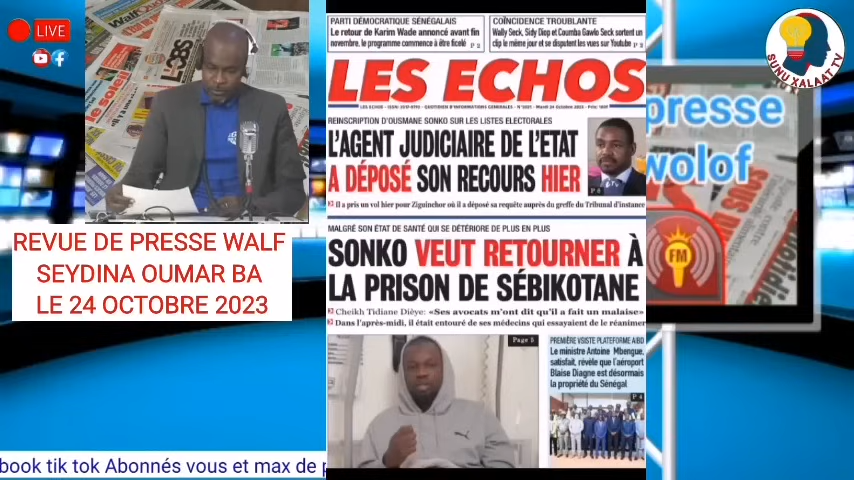 LIVE
REVUE DE PRESSE WALF
SEYDINA OUMAR BA
LE 24 OCTOBRE 2023
book tik tok Abonnés vous et max de
PARTI DÉMOCRATIQUE SÉNÉGALAIS
Le retour de Karim Wade annoncé avant fin
novembre, le programme commence à être ficelé P 5
COÏNCIDENCE TROUBLANTE
Wally Seck, Sidy Diop et Coumba Gawlo Seck sortent un
clip le même jour et se disputent les vues sur Youtube P 5
LES ECHOS
QUOTIDIEN D'INFORMATIONS GENERALES
REINSCRIPTION D'OUSMANE SONKO SUR LES LISTES ELECTORALES
L'AGENT JUDICIAIRE DE L'ETAT
A DÉPOSÉ SON RECOURS HIER
Il a pris un vol hier pour Ziguinchor où il a déposé sa requête auprès du greffe du Tribunal d'instance
MALGRÉ SON ÉTAT DE SANTÉ QUI SE DÉTÉRIORE DE PLUS EN PLUS
SONKO VEUT RETOURNER À
LA PRISON DE SÉBIKOTANE
Cheikh Tidiane Dièye: «Ses avocats m'ont dit qu'il a fait un malaise»
Dans l'après-midi, il était entouré de ses médecins qui essayaient de le réanimer
Page 5
PREMIÈRE VISITE PLATEFORME AIBD
Le ministre Antoine Mbengue,
satisfait, révèle que l'aéroport
Blaise Diagne est désormais
la propriété du Sénégal
P 4
SUNU XALAAT TV
presse
wolof
FM